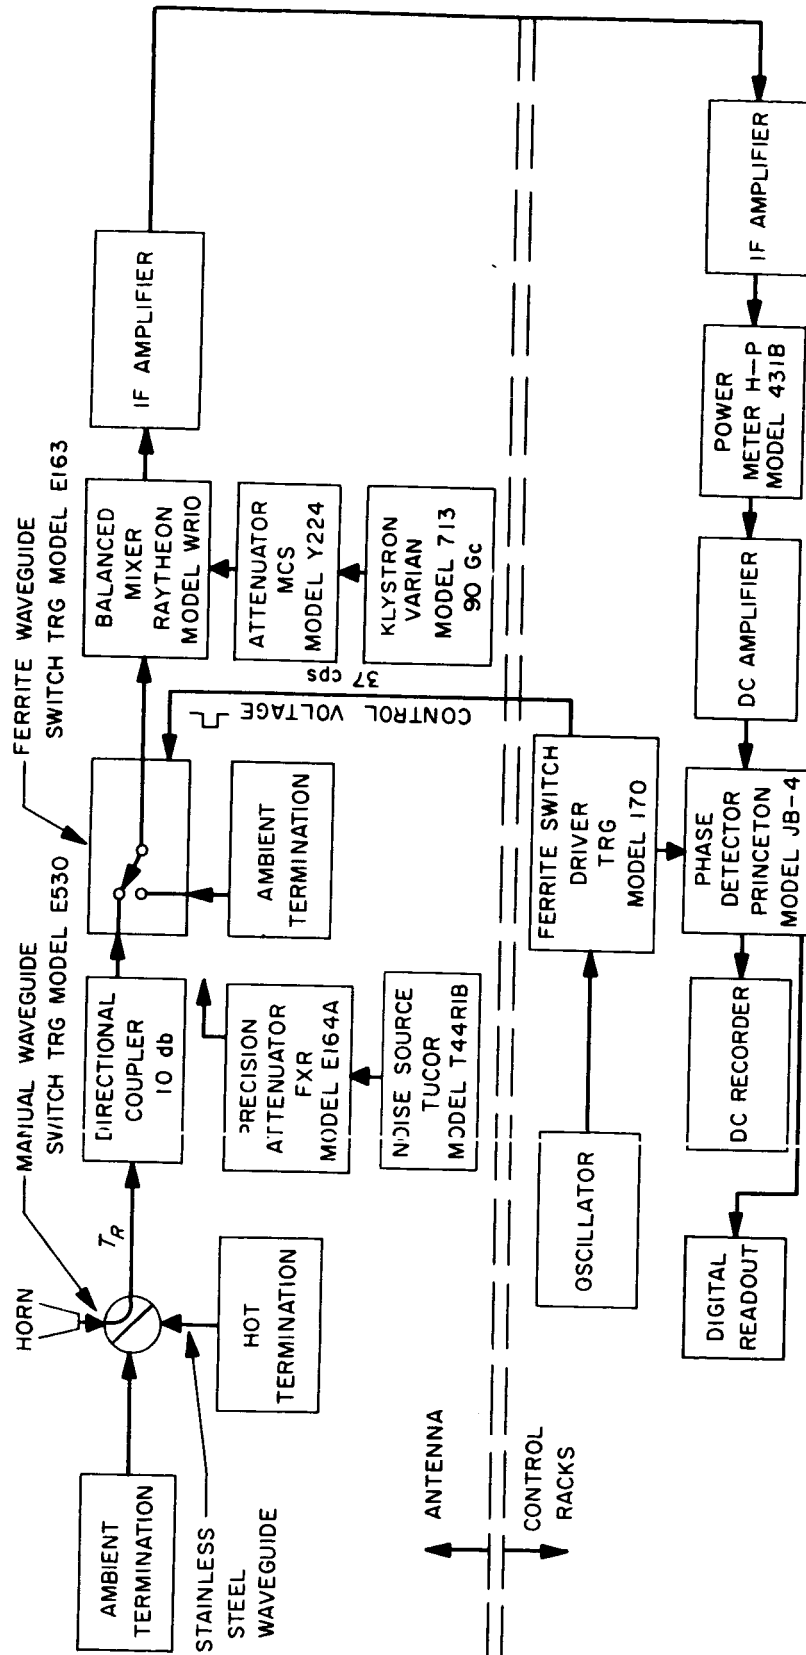 HORN
MANUAL WAVEGUIDE
SWITCH TRG MODEL E530
FERRITE WAVEGUIDE
SWITCH TRG MODEL E163
AMBIENT
TERMINATION
STAINLESS
STEEL
WAVEGUIDE
HOT
TERMINATION
TR
DIRECTIONAL
COUPLER
10 db
PRECISION
ATTENUATOR
FXR
MODEL E164A
NOISE SOURCE
TUCOR
MODEL T44R1B
AMBIENT
TERMINATION
BALANCED
MIXER
RAYTHEON
MODEL WR10
ATTENUATOR
MCS
MODEL Y224
KLYSTRON
VARIAN
MODEL 713
90 Gc
IF AMPLIFIER
CONTROL VOLTAGE
37 cps
ANTENNA
CONTROL
RACKS
OSCILLATOR
FERRITE SWITCH
DRIVER
TRG
MODEL 170
DIGITAL
READOUT
DC RECORDER
PHASE
DETECTOR
PRINCETON
MODEL JB-4
DC AMPLIFIER
POWER
METER H-P
MODEL 431B
IF AMPLIFIER